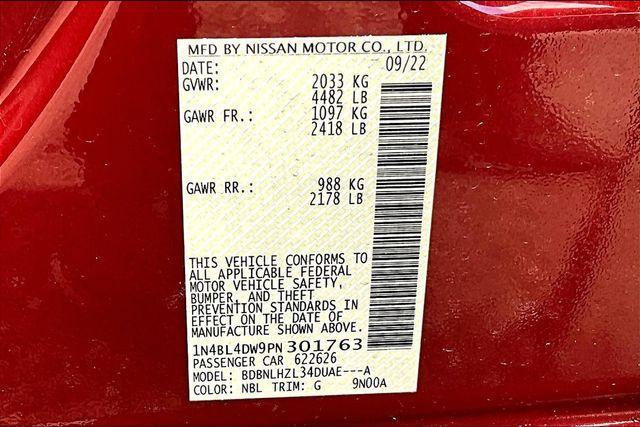 MFD BY NISSAN MOTOR CO., LTD.
DATE: 09/22
GVWR: 2033 KG
4482 LB
GAWR FR.: 1097 KG
2418 LB
GAWR RR.: 988 KG
2178 LB
THIS VEHICLE CONFORMS TO
ALL APPLICABLE FEDERAL
MOTOR VEHICLE SAFETY,
BUMPER, AND THEFT
PREVENTION STANDARDS IN
EFFECT ON THE DATE OF
MANUFACTURE SHOWN ABOVE.
1N4BL4DW9PN301763
PASSENGER CAR 622626
MODEL: BDBNLHZL34DUAE---A
COLOR: NBL TRIM: G 9N00A